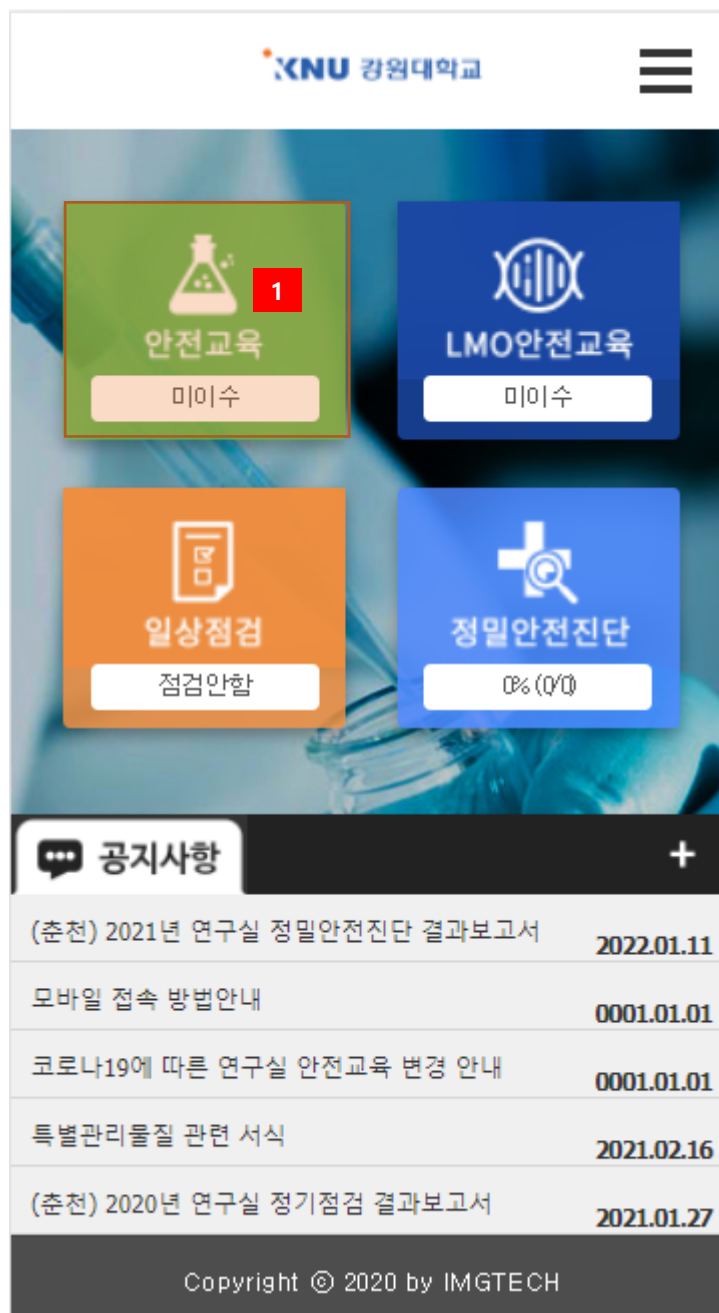 KNU 강원대학교
1
안전교육
미이수
LMO안전교육
미이수
일상점검
점검안함
정밀안전진단
0% (0/0)
공지사항
+
(춘천) 2021년 연구실 정밀안전진단 결과보고서 2022.01.11
모바일 접속 방법안내 0001.01.01
코로나19에 따른 연구실 안전교육 변경 안내 0001.01.01
특별관리물질 관련 서식 2021.02.16
(춘천) 2020년 연구실 정기점검 결과보고서 2021.01.27
Copyright ⓒ 2020 by IMGTECH